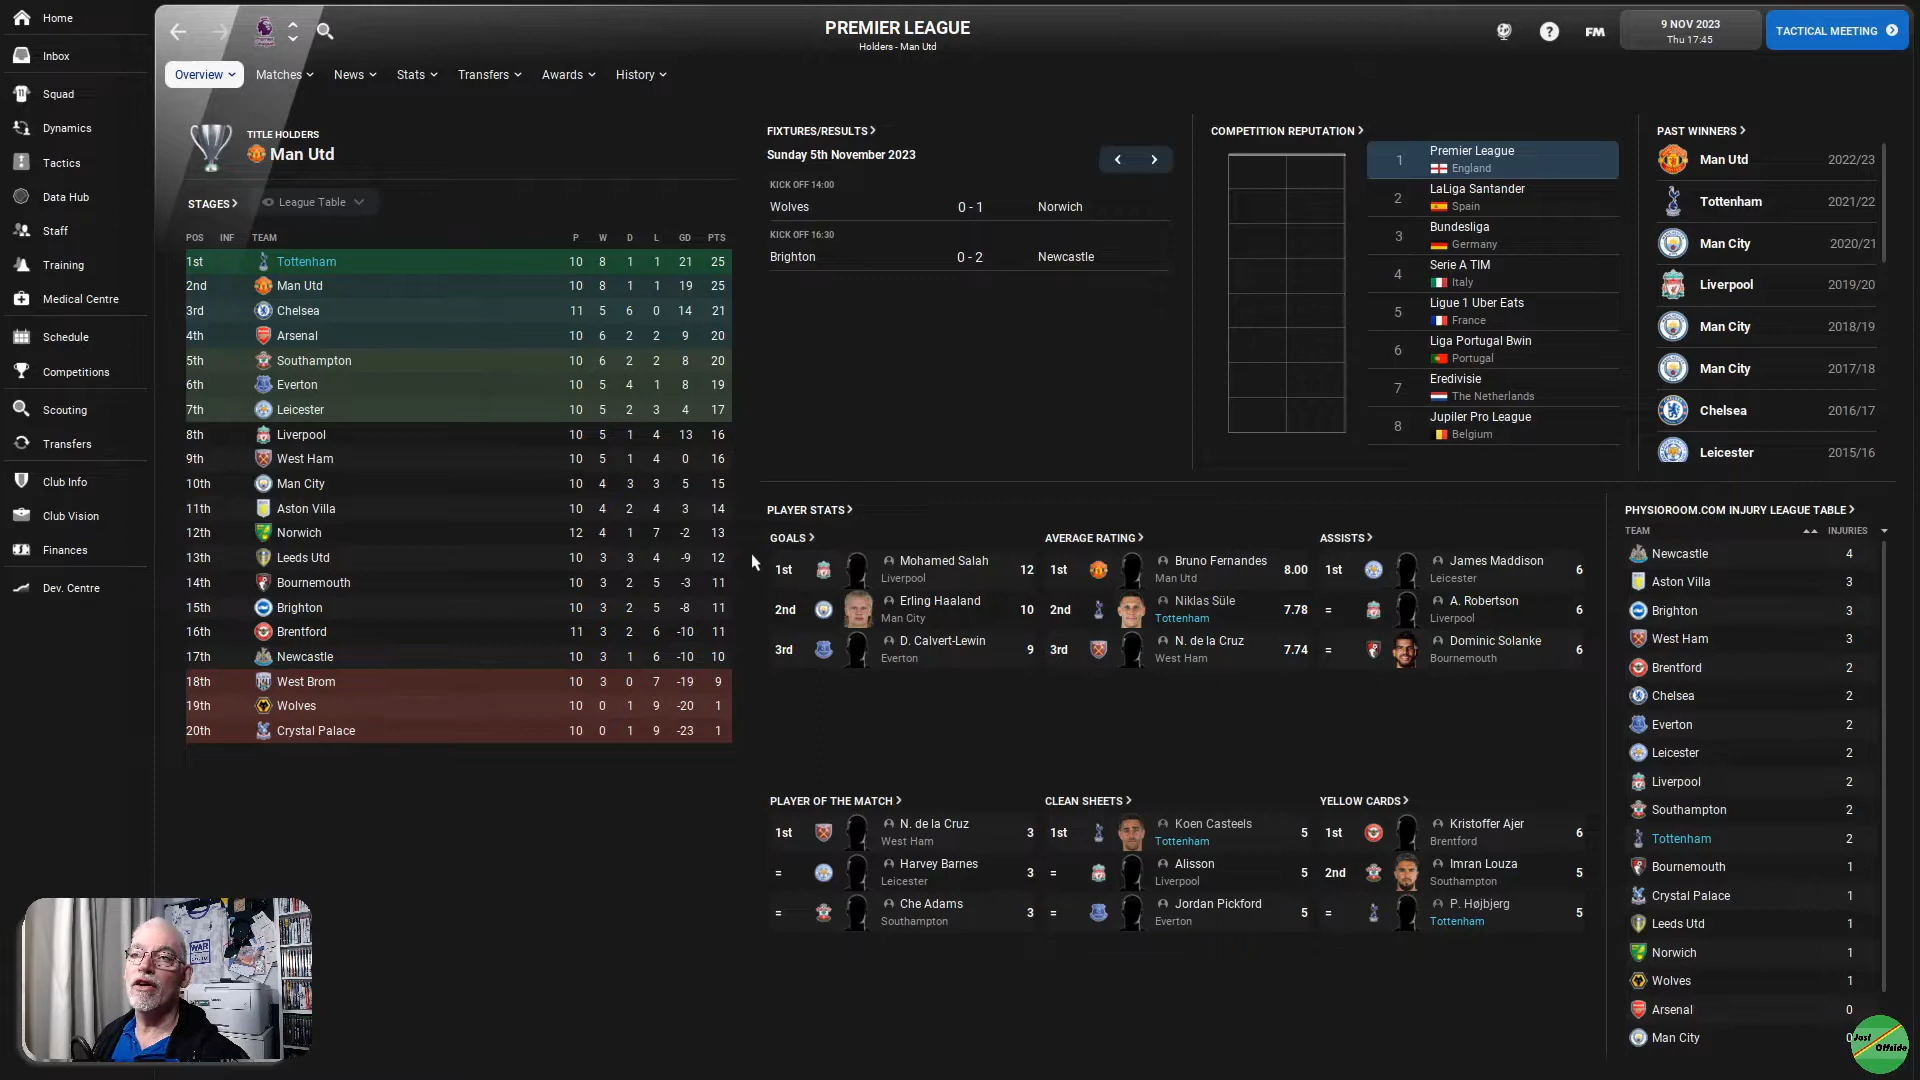 Home
Inbox
Squad
Dynamics
Tactics
Data Hub
Staff
Training
Medical Centre
Schedule
Competitions
Scouting
Transfers
Club Info
Club Vision
Finances
Dev. Centre
PREMIER LEAGUE
Holders - Man Utd
FM
9 NOV 2023
Thu 17:45
TACTICAL MEETING
Overview Matches News Stats Transfers Awards History
TITLE HOLDERS
Man Utd
STAGES League Table
POS INF TEAM P W D L GD PTS
1st Tottenham 10 8 1 1 21 25
2nd Man Utd 10 8 1 1 19 25
3rd Chelsea 11 5 6 0 14 21
4th Arsenal 10 6 2 2 9 20
5th Southampton 10 6 2 2 8 20
6th Everton 10 5 4 1 8 19
7th Leicester 10 5 2 3 4 17
8th Liverpool 10 5 1 4 13 16
9th West Ham 10 5 1 4 0 16
10th Man City 10 4 3 3 5 15
11th Aston Villa 10 4 2 4 3 14
12th Norwich 12 4 1 7 -2 13
13th Leeds Utd 10 3 3 4 -9 12
14th Bournemouth 10 3 2 5 -3 11
15th Brighton 10 3 2 5 -8 11
16th Brentford 11 3 2 6 -10 11
17th Newcastle 10 3 1 6 -10 10
18th West Brom 10 3 0 7 -19 9
19th Wolves 10 0 1 9 -20 1
20th Crystal Palace 10 0 1 9 -23 1
FIXTURES/RESULTS
Sunday 5th November 2023
KICK OFF 14:00
Wolves 0 - 1 Norwich
KICK OFF 16:30
Brighton 0 - 2 Newcastle
COMPETITION REPUTATION
1 Premier League
England
2 LaLiga Santander
Spain
3 Bundesliga
Germany
4 Serie A TIM
Italy
5 Ligue 1 Uber Eats
France
6 Liga Portugal Bwin
Portugal
7 Eredivisie
The Netherlands
8 Jupiler Pro League
Belgium
PAST WINNERS
Man Utd 2022/23
Tottenham 2021/22
Man City 2020/21
Liverpool 2019/20
Man City 2018/19
Man City 2017/18
Chelsea 2016/17
Leicester 2015/16
PLAYER STATS
GOALS
1st Mohamed Salah 12
Liverpool
2nd Erling Haaland 10
Man City
3rd D. Calvert-Lewin 9
Everton
AVERAGE RATING
1st Bruno Fernandes 8.00
Man Utd
2nd Niklas Süle 7.78
Tottenham
3rd N. de la Cruz 7.74
West Ham
ASSISTS
1st James Maddison 6
Leicester
= A. Robertson 6
Liverpool
= Dominic Solanke 6
Bournemouth
PLAYER OF THE MATCH
1st N. de la Cruz 3
West Ham
= Harvey Barnes 3
Leicester
= Che Adams 3
Southampton
CLEAN SHEETS
1st Koen Casteels 5
Tottenham
= Alisson 5
Liverpool
= Jordan Pickford 5
Everton
YELLOW CARDS
1st Kristoffer Ajer 6
Brentford
2nd Imran Louza 5
Southampton
= P. Højbjerg 5
Tottenham
PHYSIOROOM.COM INJURY LEAGUE TABLE
TEAM INJURIES
Newcastle 4
Aston Villa 3
Brighton 3
West Ham 3
Brentford 2
Chelsea 2
Everton 2
Leicester 2
Liverpool 2
Southampton 2
Tottenham 2
Bournemouth 1
Crystal Palace 1
Leeds Utd 1
Norwich 1
Wolves 1
Arsenal 0
Man City 0
Just
Offside
WAR